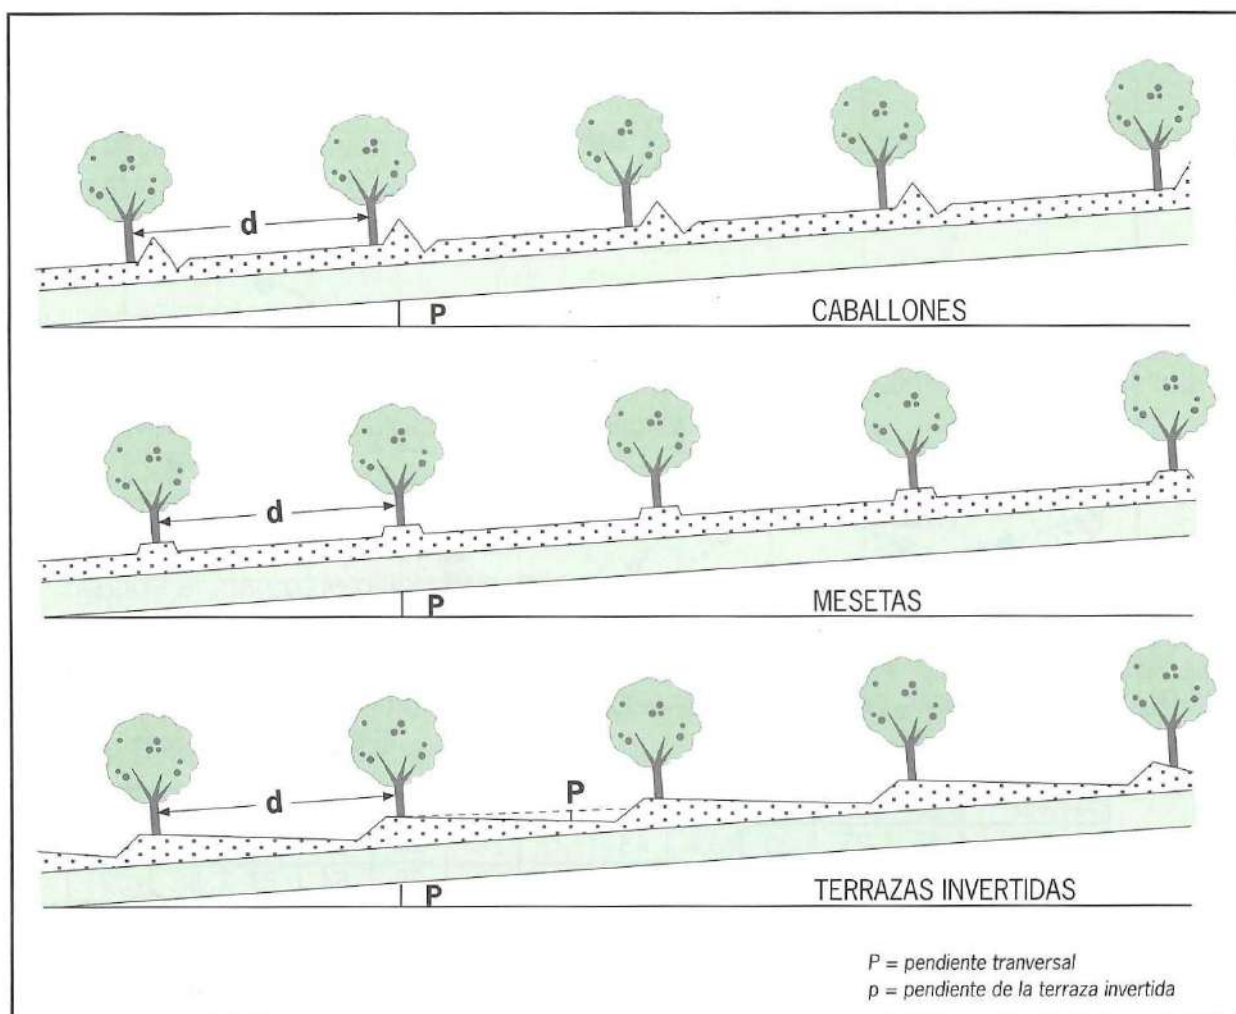 d
P
CABALLONES
d
P
MESETAS
d
P
P
TERRAZAS INVERTIDAS
P = pendiente tranversal
p = pendiente de la terraza invertida